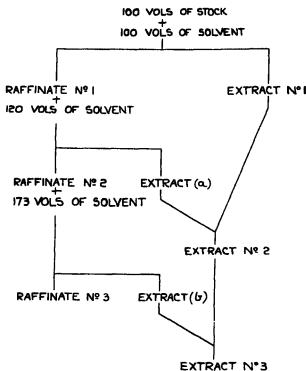 100 VOLS OF STOCK
+
100 VOLS OF SOLVENT
RAFFINATE Nº 1
+
120 VOLS OF SOLVENT
EXTRACT Nº 1
RAFFINATE Nº 2
+
173 VOLS OF SOLVENT
EXTRACT (a)
EXTRACT Nº 2
RAFFINATE Nº 3
EXTRACT (b)
EXTRACT Nº 3